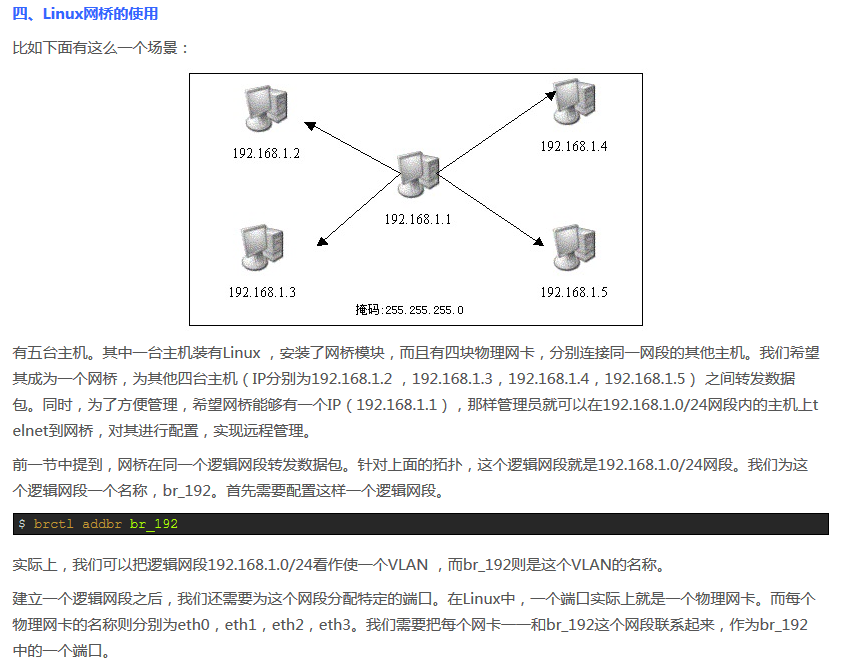 四、Linux网桥的使用
比如下面有这么一个场景：
192.168.1.2
192.168.1.4
192.168.1.1
192.168.1.3
192.168.1.5
掩码:255.255.255.0
有五台主机。其中一台主机装有Linux ，安装了网桥模块，而且有四块物理网卡，分别连接同一网段的其他主机。我们希望
其成为一个网桥，为其他四台主机（IP分别为192.168.1.2 ，192.168.1.3，192.168.1.4，192.168.1.5） 之间转发数据
包。同时，为了方便管理，希望网桥能够有一个IP（192.168.1.1），那样管理员就可以在192.168.1.0/24网段内的主机上t
elnet到网桥，对其进行配置，实现远程管理。
前一节中提到，网桥在同一个逻辑网段转发数据包。针对上面的拓扑，这个逻辑网段就是192.168.1.0/24网段。我们为这
个逻辑网段一个名称，br_192。首先需要配置这样一个逻辑网段。
$ brctl addbr br_192
实际上，我们可以把逻辑网段192.168.1.0/24看作使一个VLAN ，而br_192则是这个VLAN的名称。
建立一个逻辑网段之后，我们还需要为这个网段分配特定的端口。在Linux中，一个端口实际上就是一个物理网卡。而每个
物理网卡的名称则分别为eth0，eth1，eth2，eth3。我们需要把每个网卡一一和br_192这个网段联系起来，作为br_192
中的一个端口。